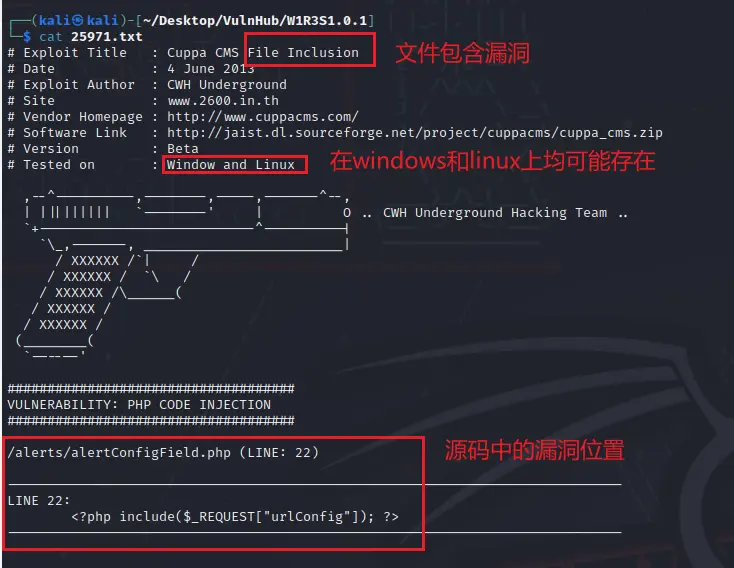 ┌──(kali㉿kali)-[~/Desktop/VulnHub/W1R3S1.0.1]
└─$ cat 25971.txt
# Exploit Title   : Cuppa CMS File Inclusion
文件包含漏洞
# Date            : 4 June 2013
# Exploit Author  : CWH Underground
# Site            : www.2600.in.th
# Vendor Homepage : http://www.cuppacms.com/
# Software Link   : http://jaist.dl.sourceforge.net/project/cuppacms/cuppa_cms.zip
# Version         : Beta
# Tested on       : Window and Linux
在windows和linux上均可能存在
  ,--^----------,--------,-----,-------^--,
  | |||||||||   `--------'     |          O .. CWH Underground Hacking Team ..
  `+---------------------------^----------|
    `\_,-------, _________________________|
      / XXXXXX /`|     /
     / XXXXXX /  `\   /
    / XXXXXX /\______(
   / XXXXXX /
  / XXXXXX /
 (________(
  `------'
####################################
VULNERABILITY: PHP CODE INJECTION
####################################
/alerts/alertConfigField.php (LINE: 22)
源码中的漏洞位置
-----------------------------------------------------------------------------
LINE 22:
        <?php include($_REQUEST["urlConfig"]); ?>
-----------------------------------------------------------------------------